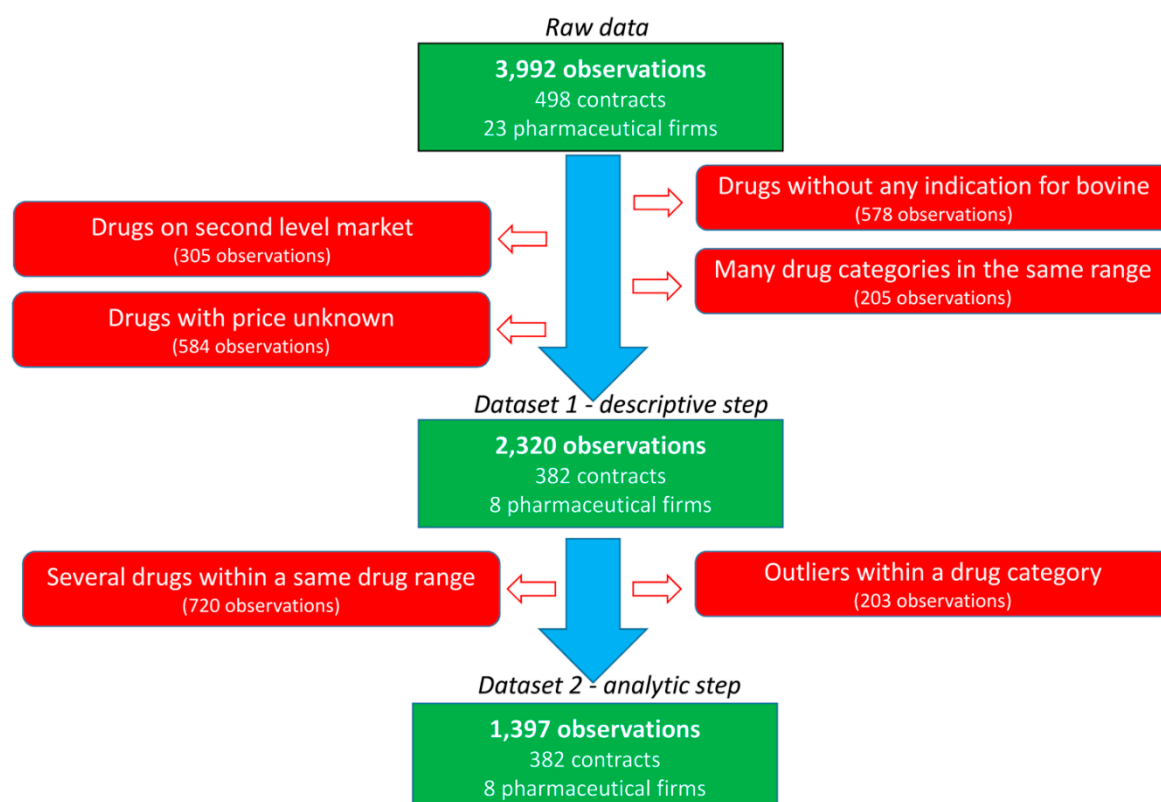 Raw data
3,992 observations
498 contracts
23 pharmaceutical firms
Drugs without any indication for bovine
(578 observations)
Drugs on second level market
(305 observations)
Many drug categories in the same range
(205 observations)
Drugs with price unknown
(584 observations)
Dataset 1 - descriptive step
2,320 observations
382 contracts
8 pharmaceutical firms
Several drugs within a same drug range
(720 observations)
Outliers within a drug category
(203 observations)
Dataset 2 - analytic step
1,397 observations
382 contracts
8 pharmaceutical firms